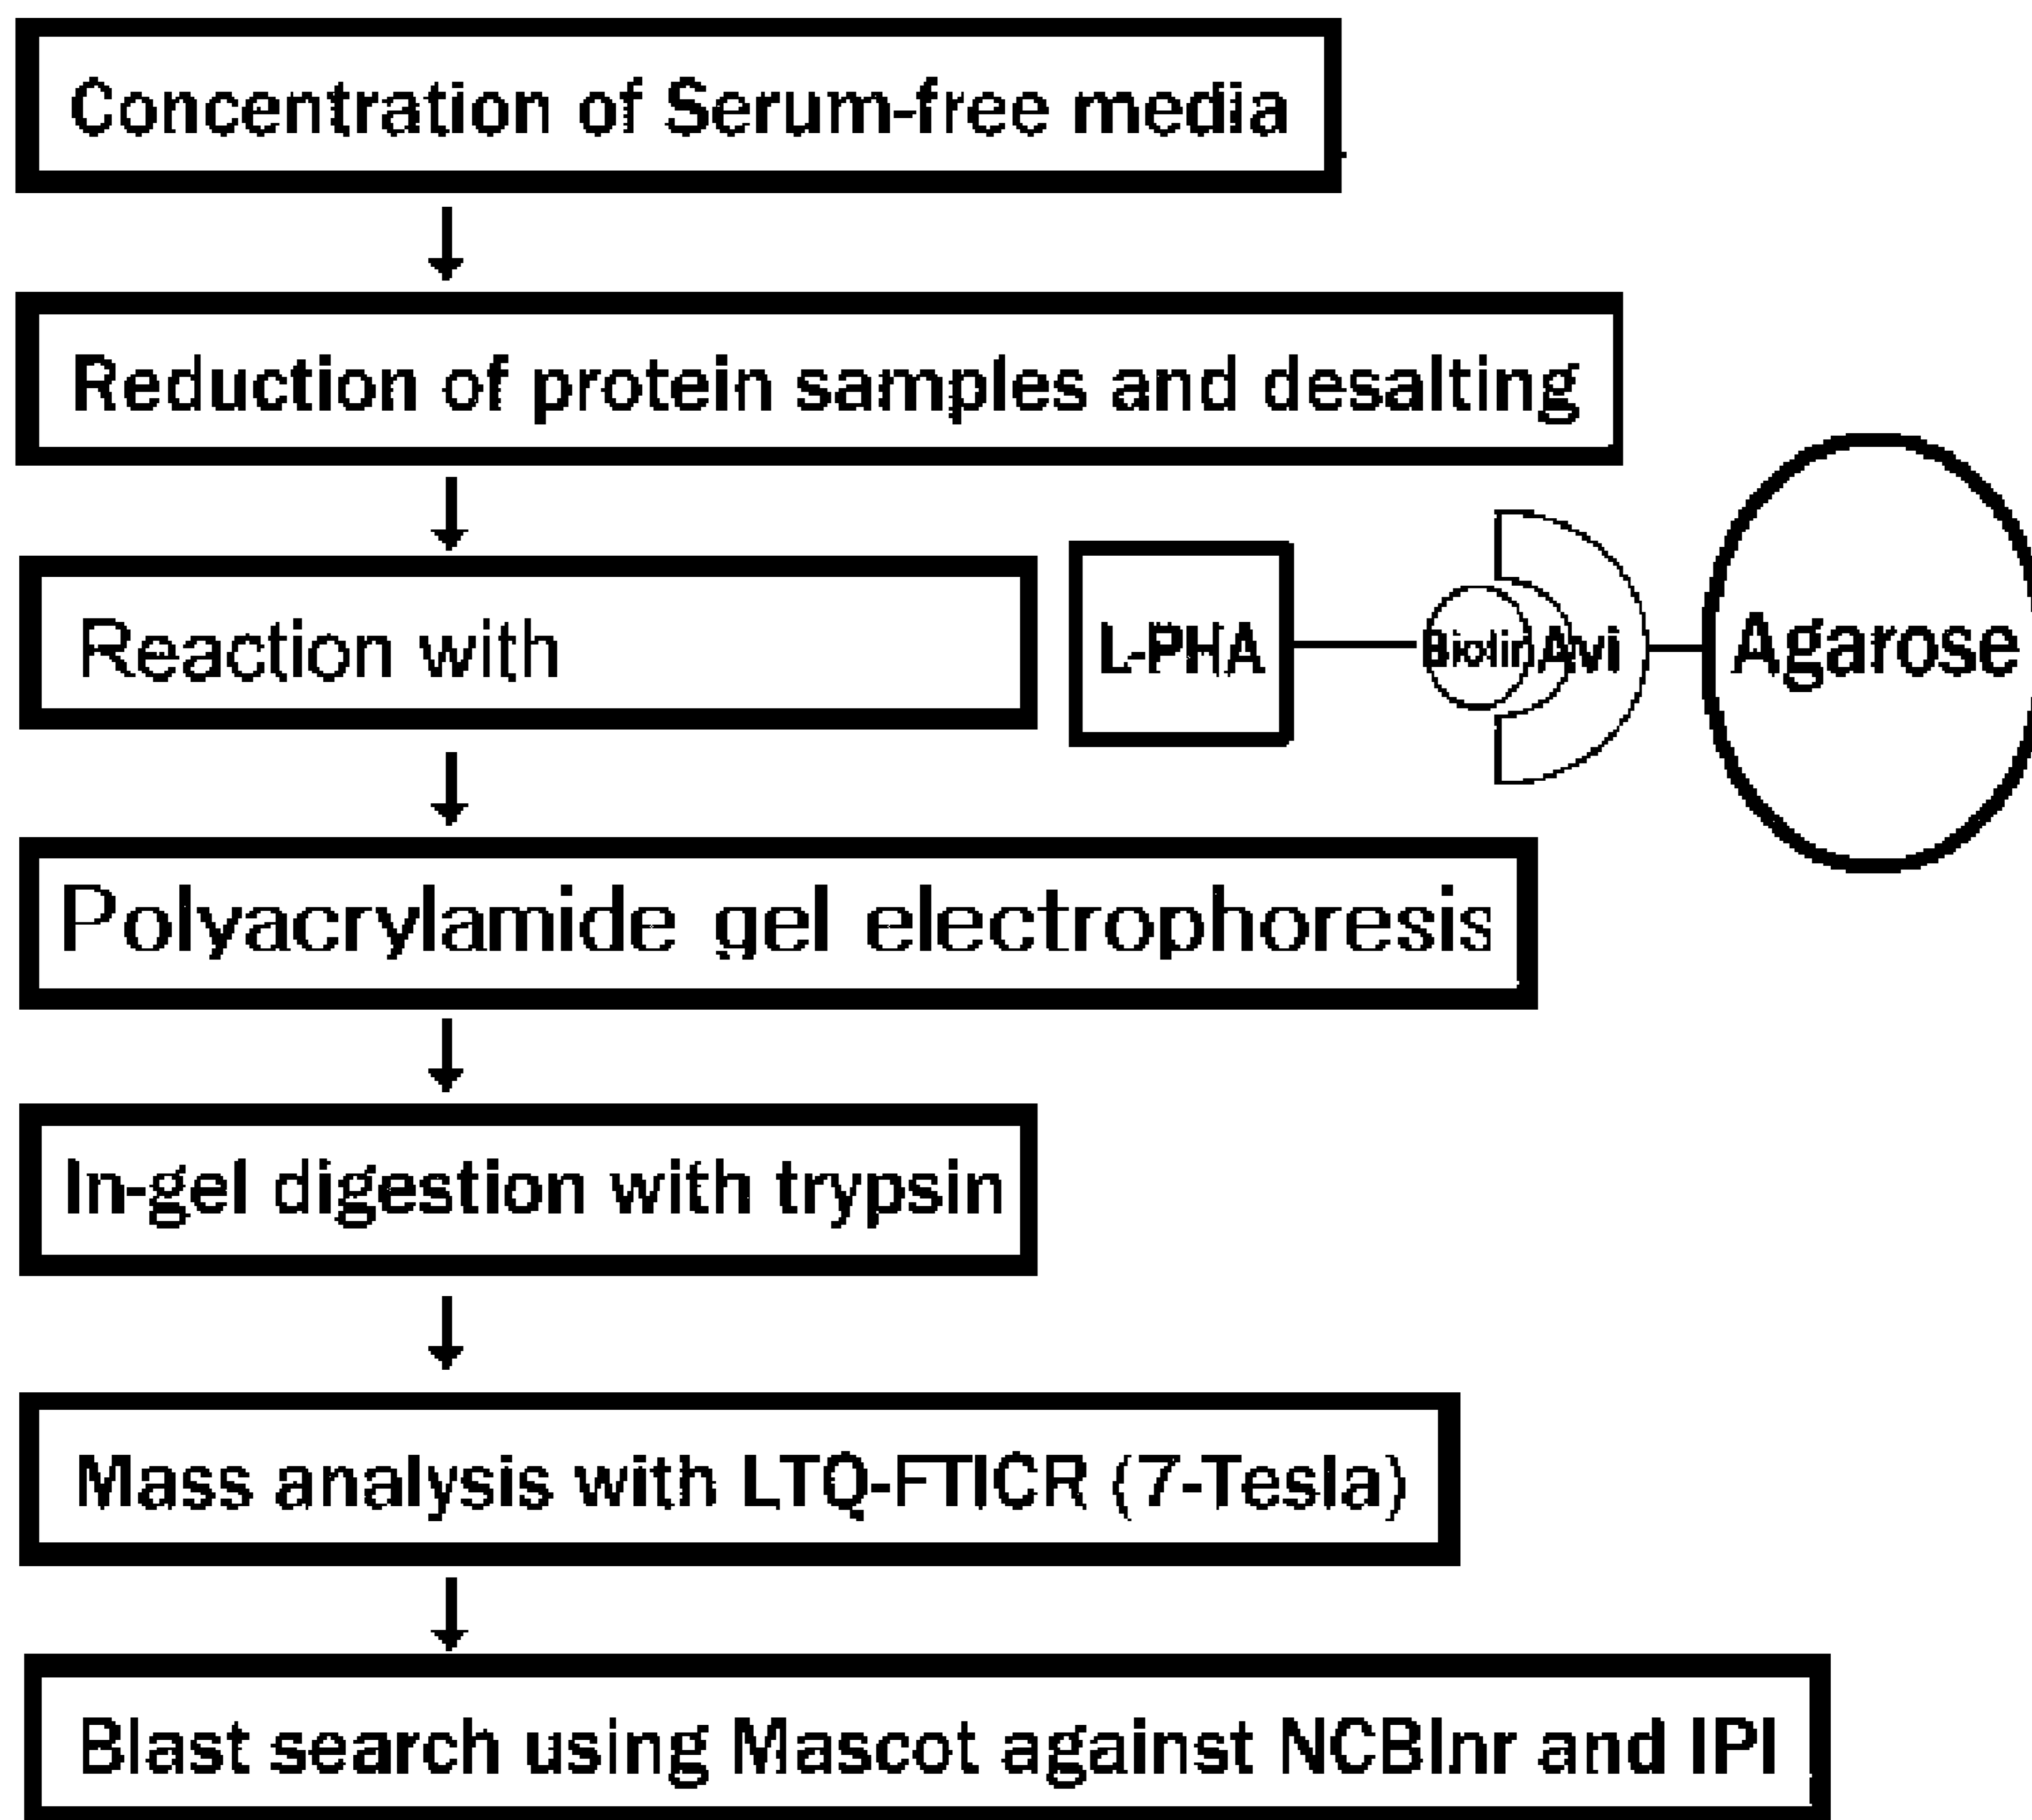 Concentration of Serum-free media
Reduction of protein samples and desalting
Reaction with
L-PHA
Biotin
Avi
Agarose
Polyacrylamide gel electrophoresis
In-gel digestion with trypsin
Mass analysis with LTQ-FTICR (7-Tesla)
Blast search using Mascot against NCBInr and IPI